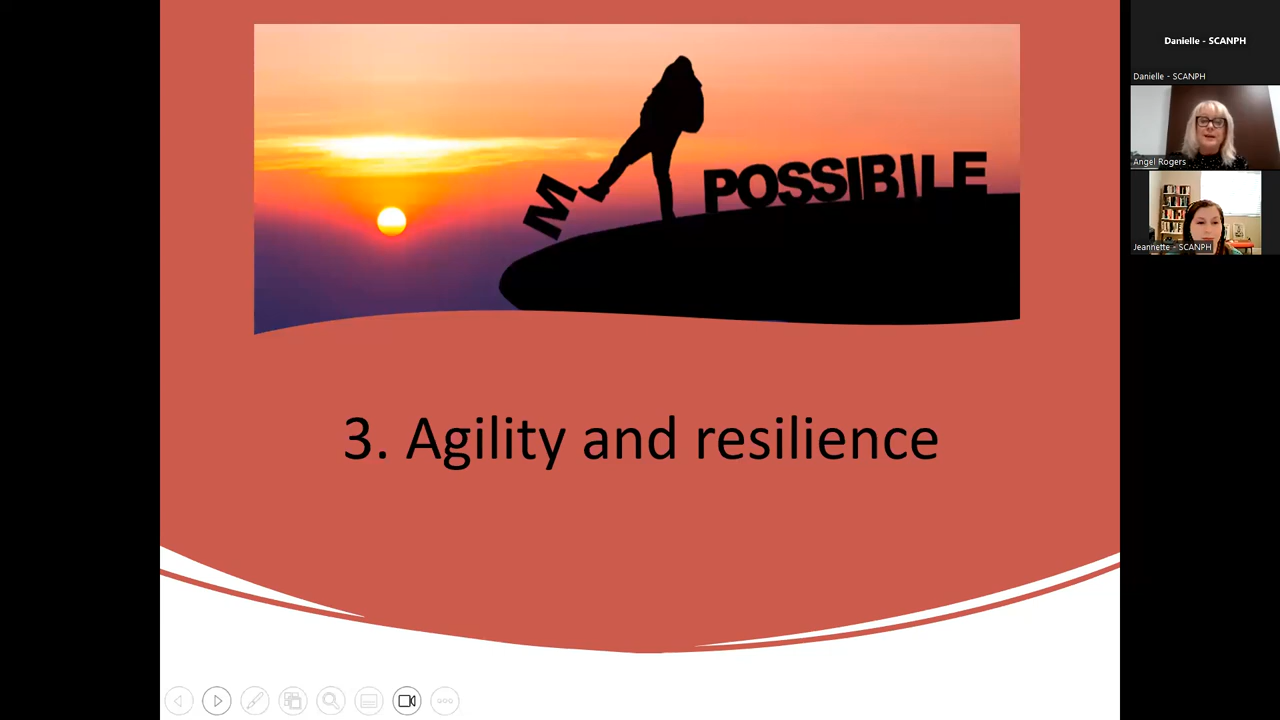 M POSSIBILE
3. Agility and resilience
Danielle - SCANPH
Danielle - SCANPH
Angel Rogers
Jeannette - SCANPH